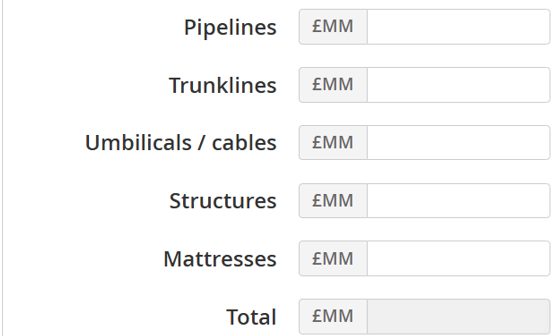 Pipelines £MM
Trunklines £MM
Umbilicals / cables £MM
Structures £MM
Mattresses £MM
Total £MM